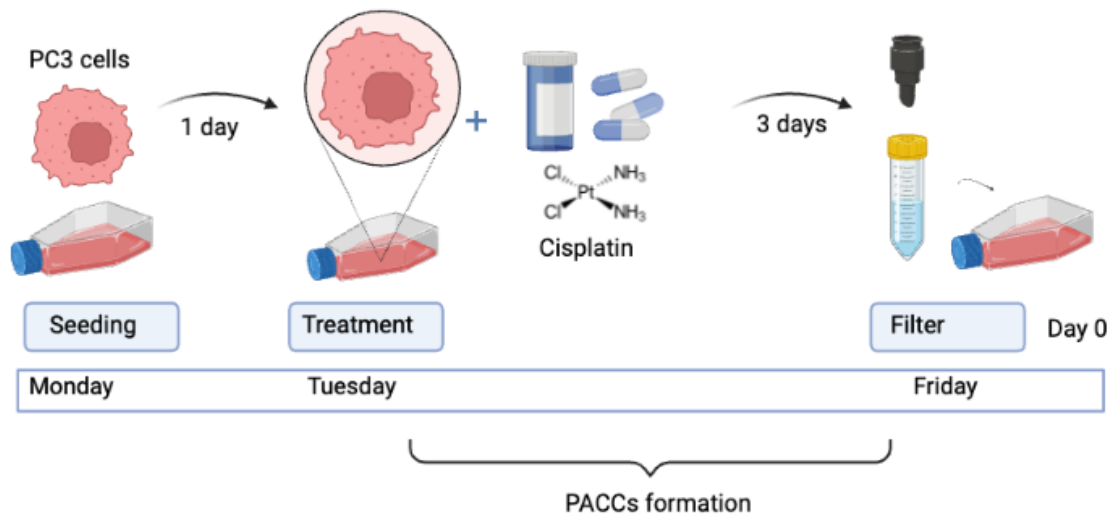 PC3 cells
1 day
+
3 days
Cl
NH3
Pt
Cl
NH3
Cisplatin
Seeding
Treatment
Filter
Day 0
Monday
Tuesday
Friday
PACCs formation